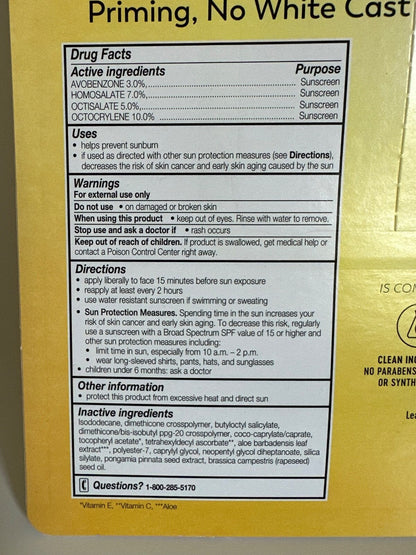 Priming, No White Cast
Drug Facts
Active ingredients Purpose
AVOBENZONE 3.0%, Sunscreen
HOMOSALATE 7.0%, Sunscreen
OCTISALATE 5.0%, Sunscreen
OCTOCRYLENE 10.0% Sunscreen
Uses
• helps prevent sunburn
• if used as directed with other sun protection measures (see Directions),
decreases the risk of skin cancer and early skin aging caused by the sun
Warnings
For external use only
Do not use • on damaged or broken skin
When using this product • keep out of eyes. Rinse with water to remove.
Stop use and ask a doctor if • rash occurs
Keep out of reach of children. If product is swallowed, get medical help or
contact a Poison Control Center right away.
Directions
• apply liberally to face 15 minutes before sun exposure
• reapply at least every 2 hours
• use water resistant sunscreen if swimming or sweating
• Sun Protection Measures. Spending time in the sun increases your
risk of skin cancer and early skin aging. To decrease this risk, regularly
use a sunscreen with a Broad Spectrum SPF value of 15 or higher and
other sun protection measures including:
• limit time in sun, especially from 10 a.m. – 2 p.m.
• wear long-sleeved shirts, pants, hats, and sunglasses
• children under 6 months: ask a doctor
Other information
• protect this product from excessive heat and direct sun
Inactive ingredients
Isododecane, dimethicone crosspolymer, butyloctyl salicylate,
dimethicone/bis-isobutyl ppg-20 crosspolymer, coco-caprylate/caprate,
tocopheryl acetate*, tetrahexyldecyl ascorbate**, aloe barbadensis leaf
extract***, polyester-7, caprylyl glycol, neopentyl glycol diheptanoate, silica
silylate, pongamia pinnata seed extract, brassica campestris (rapeseed)
seed oil.
Questions? 1-800-285-5170
*Vitamin E, **Vitamin C, ***Aloe
IS CON
CLEAN ING
NO PARABENS
OR SYNTH
Lea